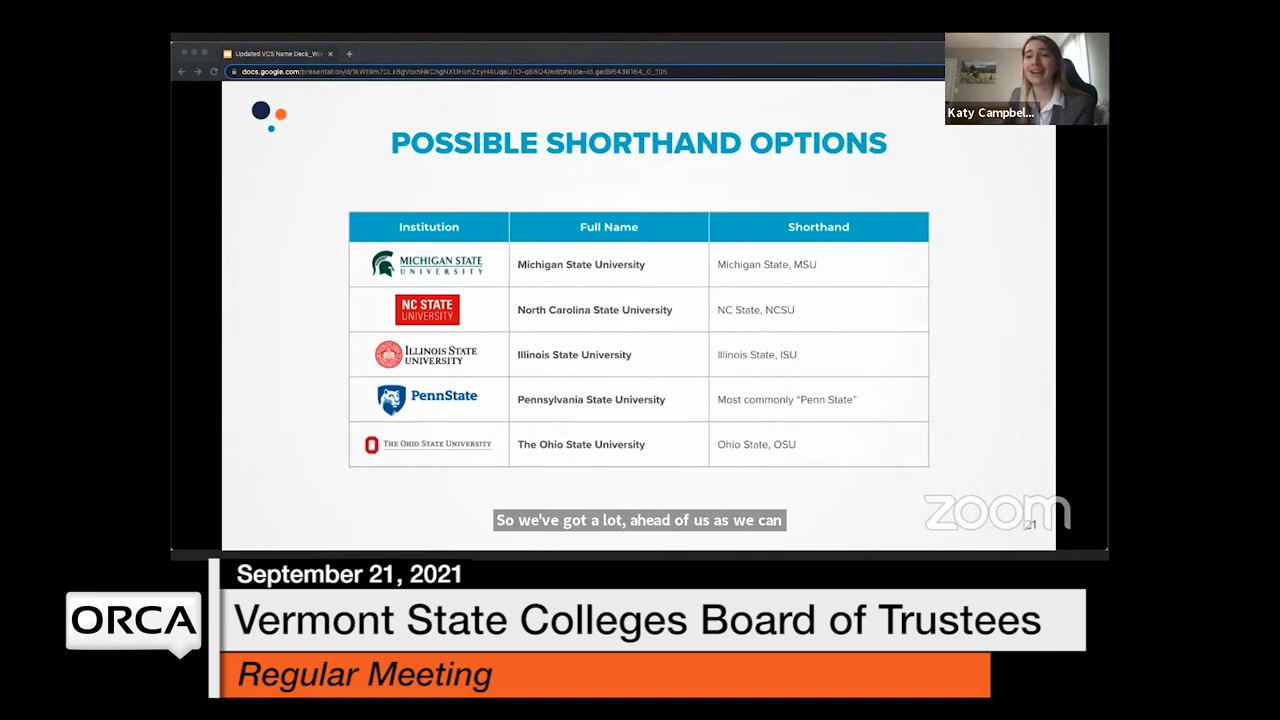 Updated VCS Name Deck_Wo
Katy Campbel...
POSSIBLE SHORTHAND OPTIONS
Institution Full Name Shorthand
MICHIGAN STATE
UNIVERSITY
Michigan State University Michigan State, MSU
NC STATE
UNIVERSITY
North Carolina State University NC State, NCSU
ILLINOIS STATE
UNIVERSITY
Illinois State University Illinois State, ISU
PennState
Pennsylvania State University Most commonly “Penn State”
THE OHIO STATE UNIVERSITY
The Ohio State University Ohio State, OSU
So we've got a lot, ahead of us as we can
zoom
21
September 21, 2021
ORCA
Vermont State Colleges Board of Trustees
Regular Meeting